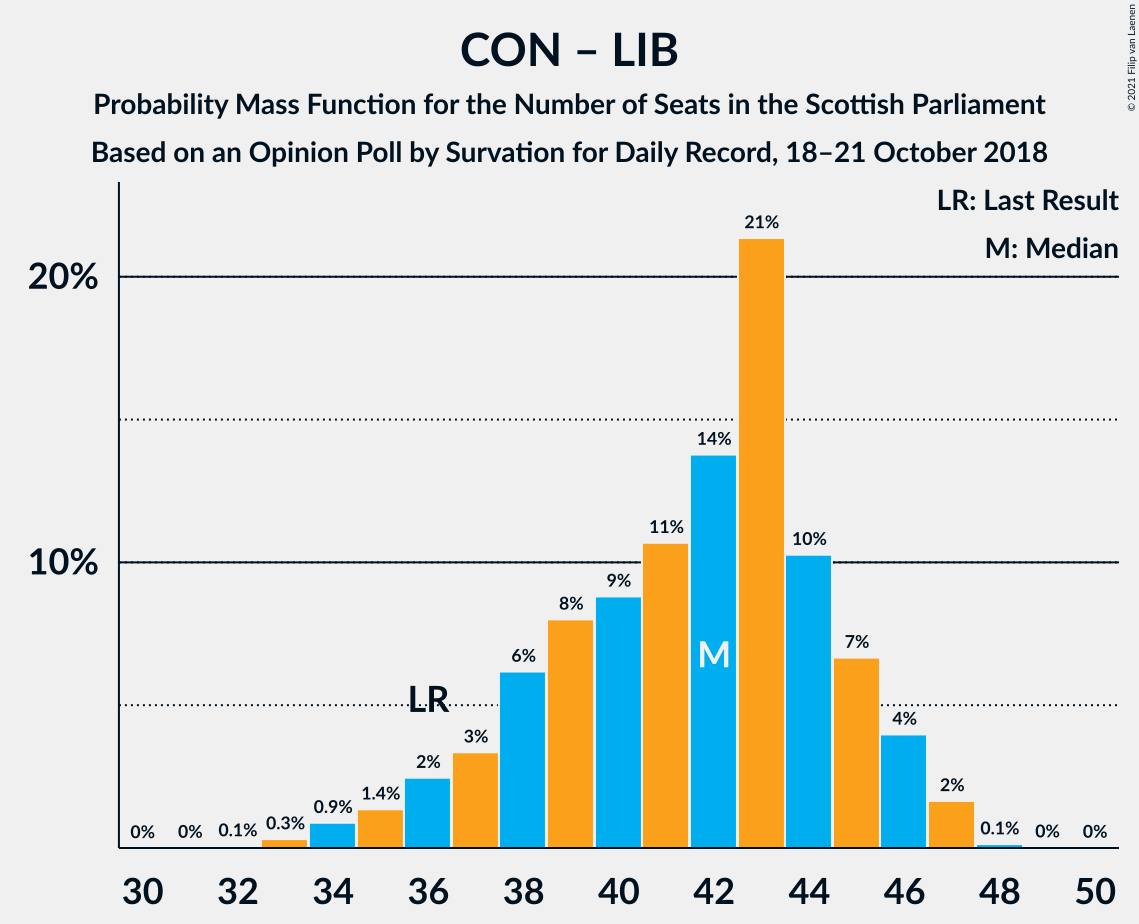 CON – LIB
Probability Mass Function for the Number of Seats in the Scottish Parliament
Based on an Opinion Poll by Survation for Daily Record, 18–21 October 2018
© 2021 Filip van Laenen
LR: Last Result
M: Median
20%
10%
0%
0%
0.1%
0.3%
0.9%
1.4%
2%
3%
6%
8%
9%
11%
14%
21%
10%
7%
4%
2%
0.1%
0%
0%
LR
M
30 32 34 36 38 40 42 44 46 48 50